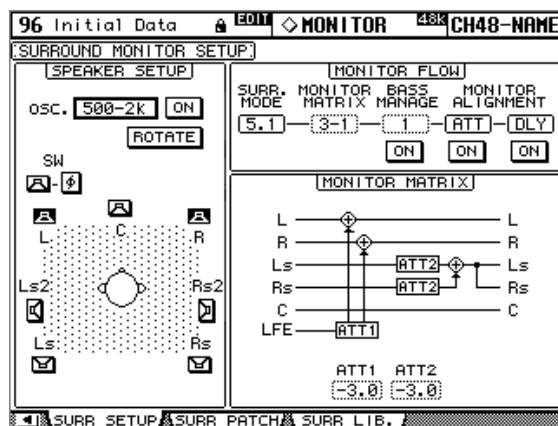 96 Initial Data EDIT ◇MONITOR 48K CH48-NAME
SURROUND MONITOR SETUP
SPEAKER SETUP
OSC. 500-2k ON
ROTATE
SW
-ϕ
C
L R
Ls2 Rs2
Ls Rs
MONITOR FLOW
SURR. MODE MONITOR MATRIX BASS MANAGE MONITOR ALIGNMENT
5.1 3-1 1 ATT DLY
ON ON ON
MONITOR MATRIX
L L
R R
Ls ATT2 Ls
Rs ATT2 Rs
C C
LFE ATT1
ATT1 ATT2
-3.0 -3.0
SURR SETUP SURR PATCH SURR LIB.